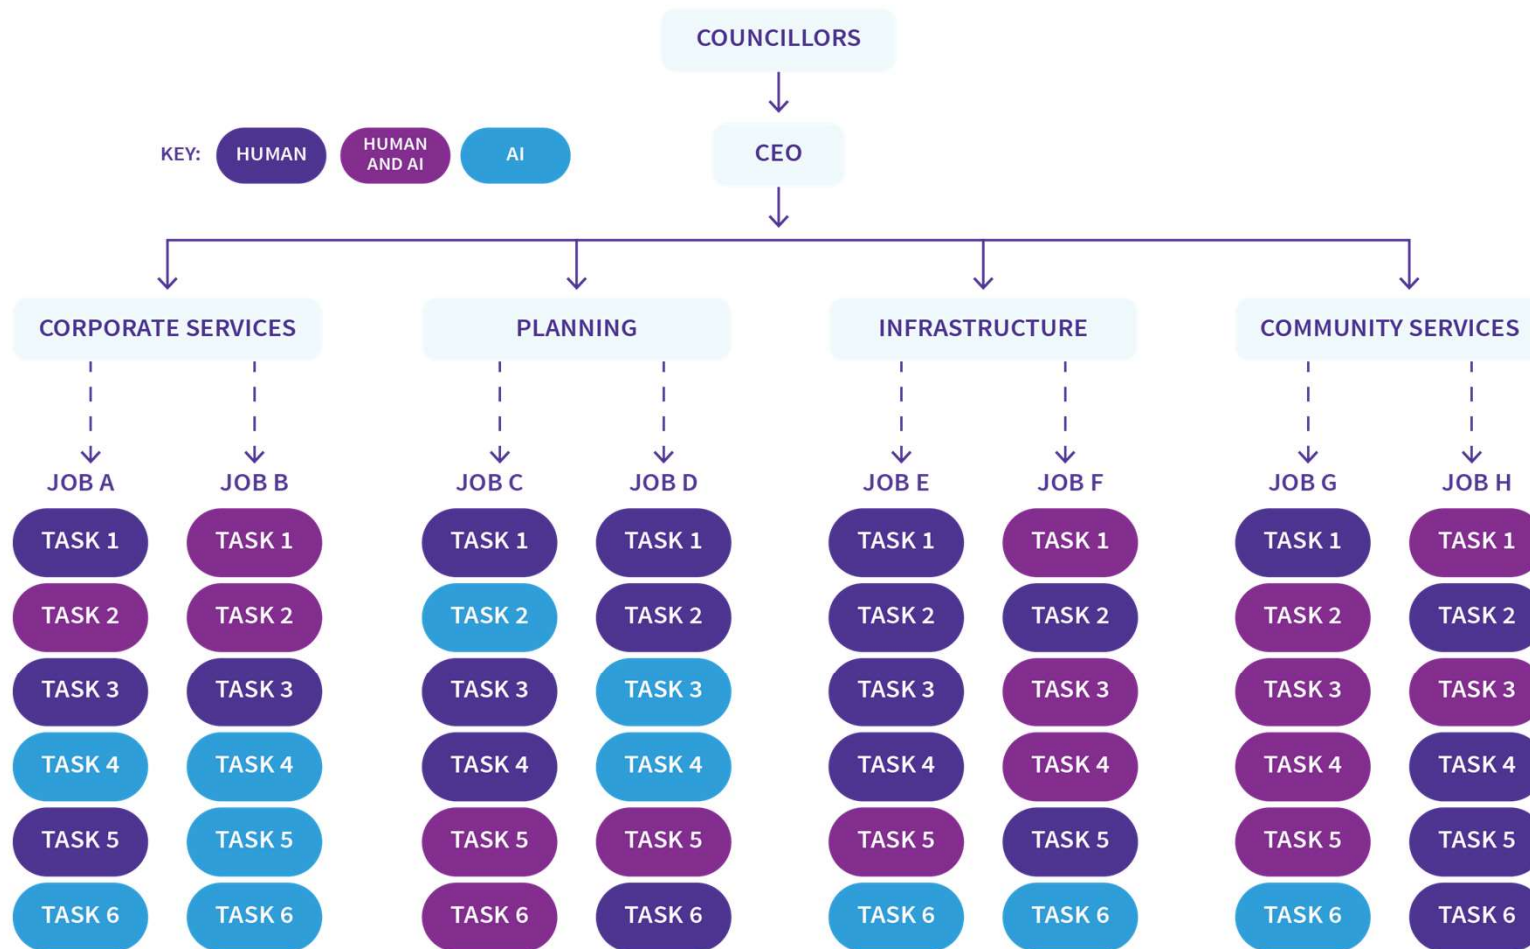 COUNCILLORS
KEY:
HUMAN
HUMAN
AND AI
AI
CEO
CORPORATE SERVICES
PLANNING
INFRASTRUCTURE
COMMUNITY SERVICES
JOB A
JOB B
JOB C
JOB D
JOB E
JOB F
JOB G
JOB H
TASK 1
TASK 1
TASK 1
TASK 1
TASK 1
TASK 1
TASK 1
TASK 1
TASK 2
TASK 2
TASK 2
TASK 2
TASK 2
TASK 2
TASK 2
TASK 2
TASK 3
TASK 3
TASK 3
TASK 3
TASK 3
TASK 3
TASK 3
TASK 3
TASK 4
TASK 4
TASK 4
TASK 4
TASK 4
TASK 4
TASK 4
TASK 4
TASK 5
TASK 5
TASK 5
TASK 5
TASK 5
TASK 5
TASK 5
TASK 5
TASK 6
TASK 6
TASK 6
TASK 6
TASK 6
TASK 6
TASK 6
TASK 6